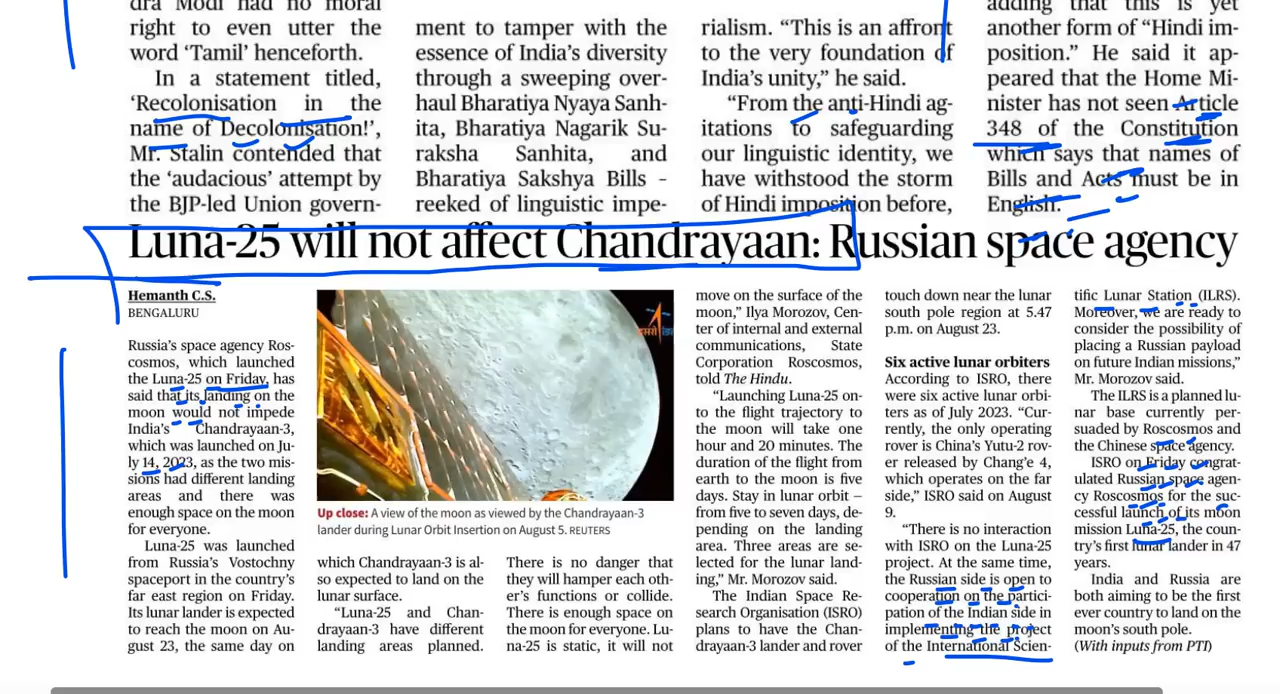 dra Modi had no moral
right to even utter the
word ‘Tamil’ henceforth.
In a statement titled,
‘Recolonisation in the
name of Decolonisation!’,
Mr. Stalin contended that
the ‘audacious’ attempt by
the BJP-led Union govern-
ment to tamper with the
essence of India’s diversity
through a sweeping over-
haul Bharatiya Nyaya Sanh-
ita, Bharatiya Nagarik Su-
raksha Sanhita, and
Bharatiya Sakshya Bills -
reeked of linguistic impe-
rialism. “This is an affront
to the very foundation of
India’s unity,” he said.
“From the anti-Hindi ag-
itations to safeguarding
our linguistic identity, we
have withstood the storm
of Hindi imposition before,
adding that this is yet
another form of “Hindi im-
position.” He said it ap-
peared that the Home Mi-
nister has not seen Article
348 of the Constitution
which says that names of
Bills and Acts must be in
English.
Luna-25 will not affect Chandrayaan: Russian space agency
Hemanth C.S.
BENGALURU
Russia’s space agency Ros-
cosmos, which launched
the Luna-25 on Friday, has
said that its landing on the
moon would not impede
India’s Chandrayaan-3,
which was launched on Ju-
ly 14, 2023, as the two mis-
sions had different landing
areas and there was
enough space on the moon
for everyone.
Luna-25 was launched
from Russia’s Vostochny
spaceport in the country’s
far east region on Friday.
Its lunar lander is expected
to reach the moon on Au-
gust 23, the same day on
इसरो
Up close: A view of the moon as viewed by the Chandrayaan-3
lander during Lunar Orbit Insertion on August 5. REUTERS
which Chandrayaan-3 is al-
so expected to land on the
lunar surface.
“Luna-25 and Chan-
drayaan-3 have different
landing areas planned.
There is no danger that
they will hamper each oth-
er’s functions or collide.
There is enough space on
the moon for everyone. Lu-
na-25 is static, it will not
move on the surface of the
moon,” Ilya Morozov, Cen-
ter of internal and external
communications, State
Corporation Roscosmos,
told The Hindu.
“Launching Luna-25 on-
to the flight trajectory to
the moon will take one
hour and 20 minutes. The
duration of the flight from
earth to the moon is five
days. Stay in lunar orbit –
from five to seven days, de-
pending on the landing
area. Three areas are se-
lected for the lunar land-
ing,” Mr. Morozov said.
The Indian Space Re-
search Organisation (ISRO)
plans to have the Chan-
drayaan-3 lander and rover
touch down near the lunar
south pole region at 5.47
p.m. on August 23.
Six active lunar orbiters
According to ISRO, there
were six active lunar orbi-
ters as of July 2023. “Cur-
rently, the only operating
rover is China’s Yutu-2 rov-
er released by Chang’e 4,
which operates on the far
side,” ISRO said on August
9.
“There is no interaction
with ISRO on the Luna-25
project. At the same time,
the Russian side is open to
cooperation on the partici-
pation of the Indian side in
implementing the project
of the International Scien-
tific Lunar Station (ILRS).
Moreover, we are ready to
consider the possibility of
placing a Russian payload
on future Indian missions,”
Mr. Morozov said.
The ILRS is a planned lu-
nar base currently per-
suaded by Roscosmos and
the Chinese space agency.
ISRO on Friday congrat-
ulated Russian space agen-
cy Roscosmos for the suc-
cessful launch of its moon
mission Luna-25, the coun-
try’s first lunar lander in 47
years.
India and Russia are
both aiming to be the first
ever country to land on the
moon’s south pole.
(With inputs from PTI)